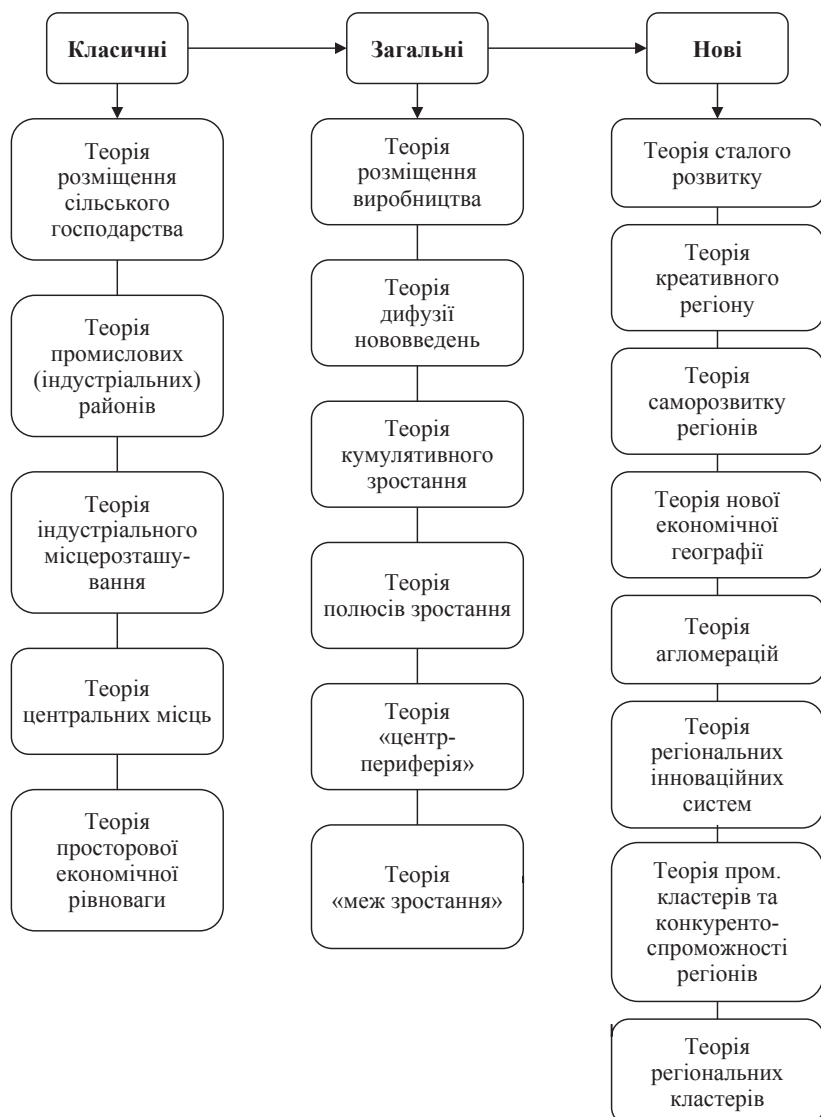 Класичні
Загальні
Нові
Теорія
розміщення
сільського
господарства
Теорія
промислових
(індустріальних)
районів
Теорія
індустріального
місцерозташу-
вання
Теорія
центральних місць
Теорія
просторової
економічної
рівноваги
Теорія
розміщення
виробництва
Теорія
дифузії
нововведень
Теорія
кумулятивного
зростання
Теорія
полюсів зростання
Теорія
«центр-
периферія»
Теорія
«меж зростання»
Теорія сталого
розвитку
Теорія
креативного
регіону
Теорія
саморозвитку
регіонів
Теорія нової
економічної
географії
Теорія
агломерацій
Теорія
регіональних
інноваційних
систем
Теорія пром.
кластерів та
конкуренто-
спроможності
регіонів
Теорія
регіональних
кластерів